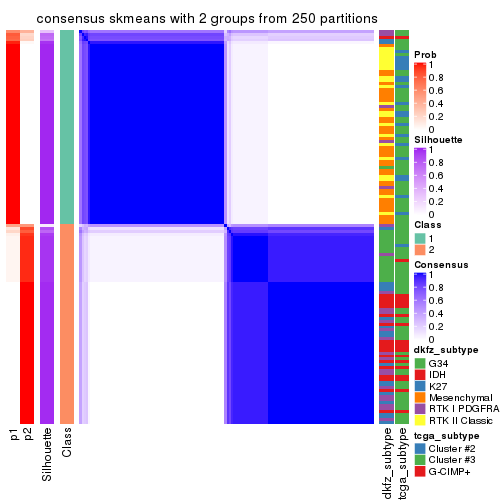 consensus skmeans with 2 groups from 250 partitions
Prob
1
0.8
0.6
0.4
0.2
0
Silhouette
1
0.8
0.6
0.4
0.2
0
Class
1
2
Consensus
1
0.8
0.6
0.4
0.2
0
dkfz_subtype
G34
IDH
K27
Mesenchymal
RTK I PDGFRA
RTK II Classic
tcga_subtype
Cluster #2
Cluster #3
G-CIMP+
p1
p2
Silhouette
Class
dkfz_subtype
tcga_subtype